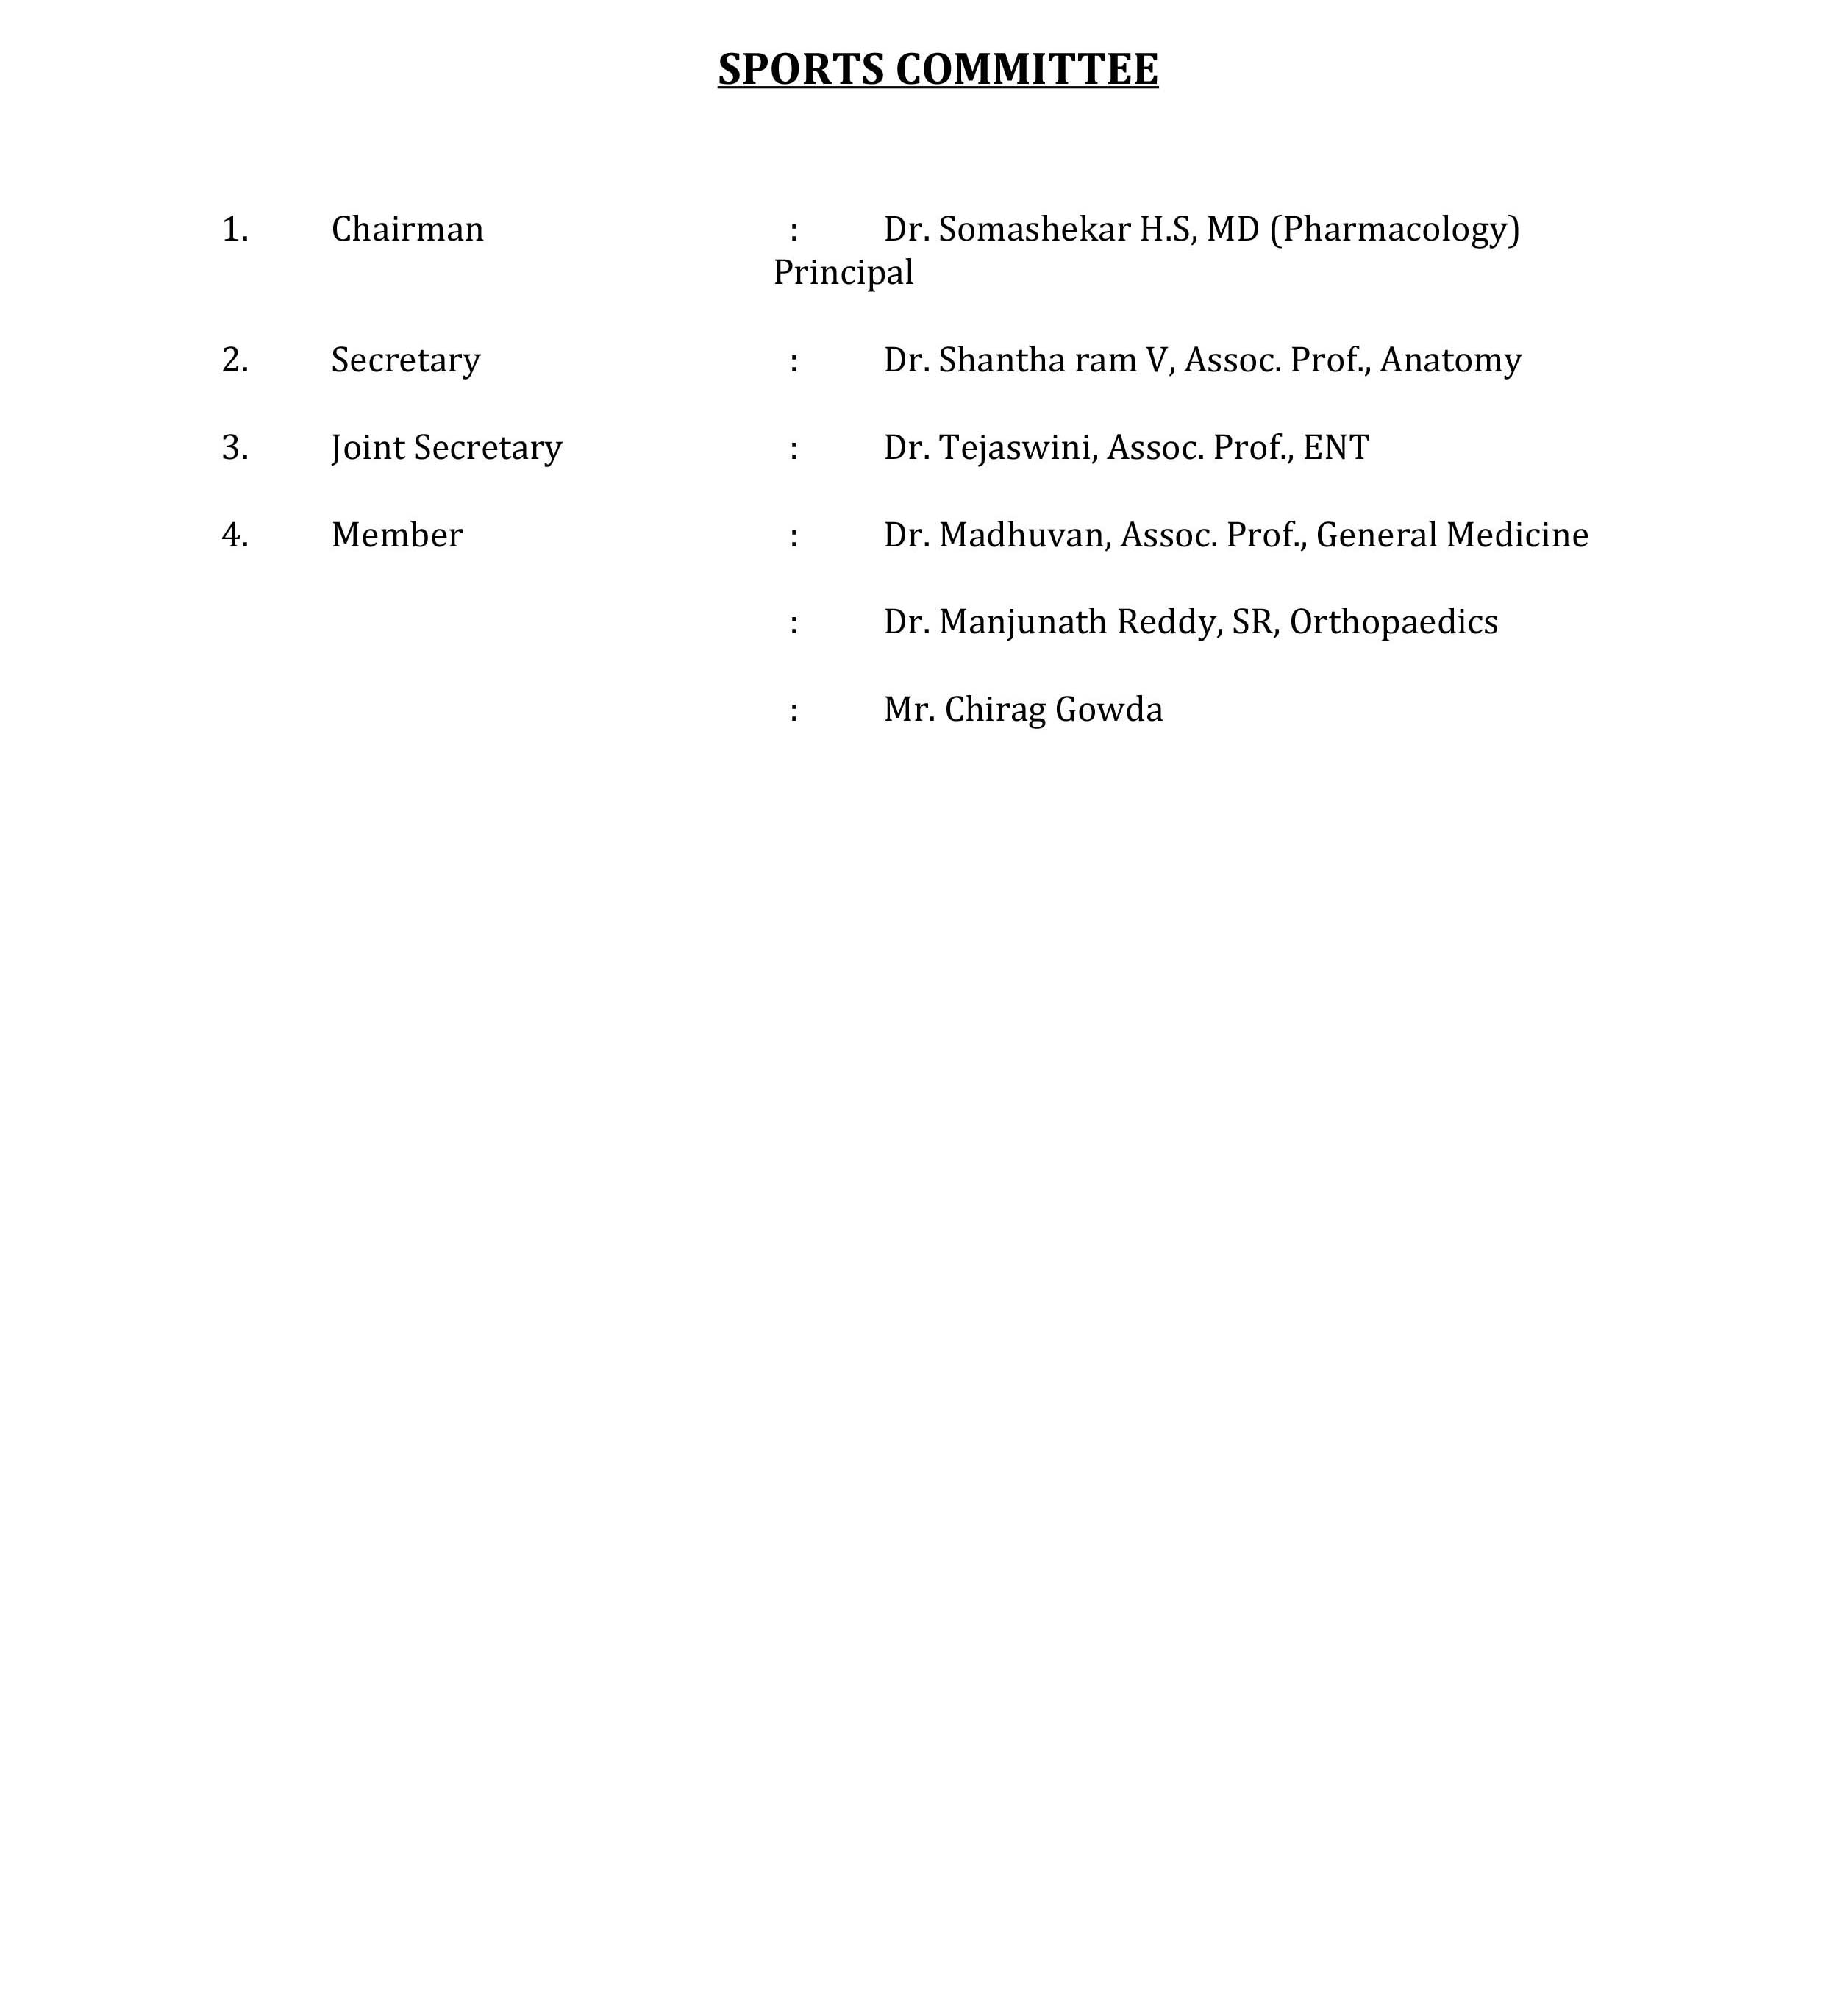 SPORTS COMMITTEE
1. Chairman : Dr. Somashekar H.S, MD (Pharmacology)
Principal
2. Secretary : Dr. Shantha ram V, Assoc. Prof., Anatomy
3. Joint Secretary : Dr. Tejaswini, Assoc. Prof., ENT
4. Member : Dr. Madhuvan, Assoc. Prof., General Medicine
: Dr. Manjunath Reddy, SR, Orthopaedics
: Mr. Chirag Gowda